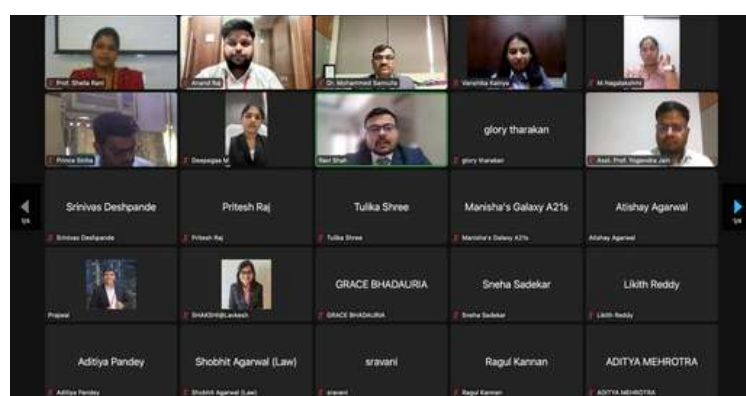 Prof. Sheila Rani
Anand Raj
Dr. Mohammed Samiulla
Vanshika Kainya
M Nagalakshmi
Prince Sinha
Deepegaa M
Ravi Shah
glory tharakan
glory tharakan
Asst. Prof. Yogendra Jain
Srinivas Deshpande
Pritesh Raj
Tulika Shree
Manisha's Galaxy A21s
Atishay Agarwal
Srinivas Deshpande
Pritesh Raj
Tulika Shree
Manisha's Galaxy A21s
Atishay Agarwal
GRACE BHADAURIA
Sneha Sadekar
Likith Reddy
Prajwal
SHAKSHI@Lavkesh
GRACE BHADAURIA
Sneha Sadekar
Likith Reddy
Aditiya Pandey
Shobhit Agarwal (Law)
sravani
Ragul Kannan
ADITYA MEHROTRA
Aditiya Pandey
Shobhit Agarwal (Law)
sravani
Ragul Kannan
ADITYA MEHROTRA